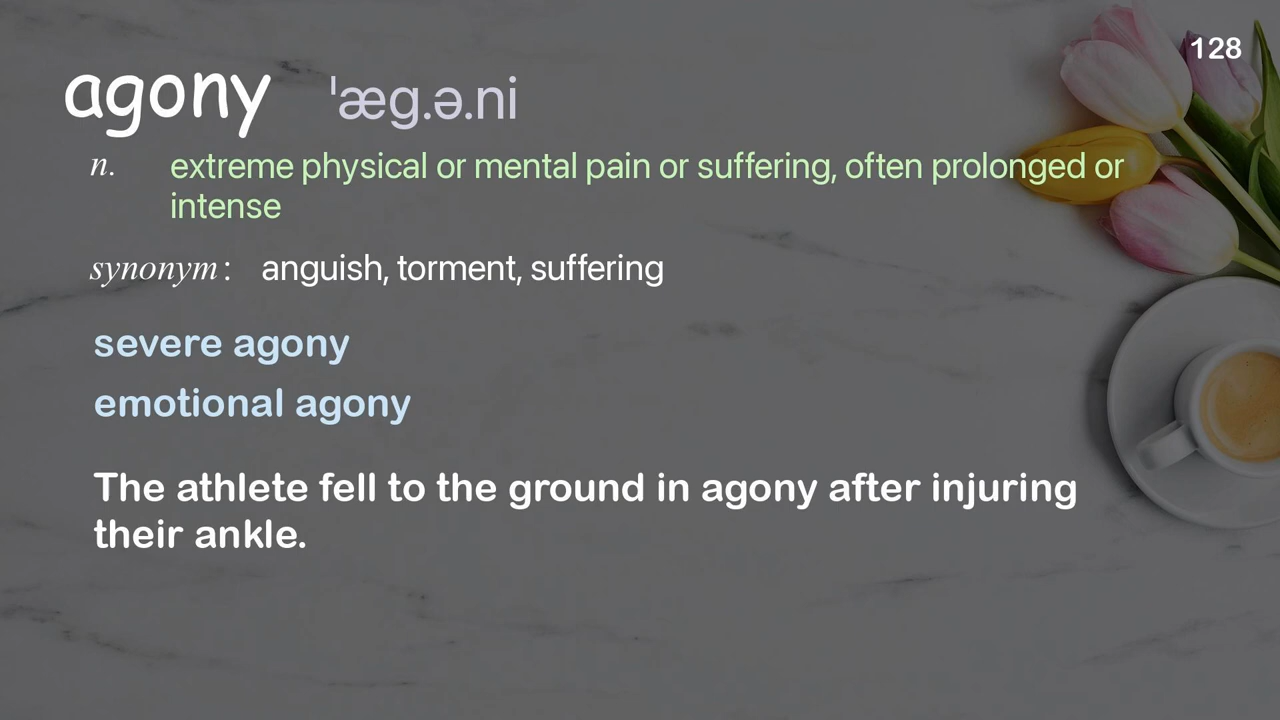 128
agony ˈæɡ.ə.ni
n. extreme physical or mental pain or suffering, often prolonged or
intense
synonym: anguish, torment, suffering
severe agony
emotional agony
The athlete fell to the ground in agony after injuring
their ankle.